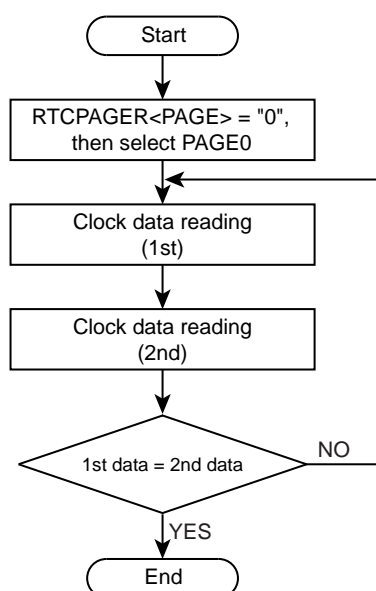 Start
RTCPAGER<PAGE> = "0",
then select PAGE0
Clock data reading
(1st)
Clock data reading
(2nd)
1st data = 2nd data
NO
YES
End